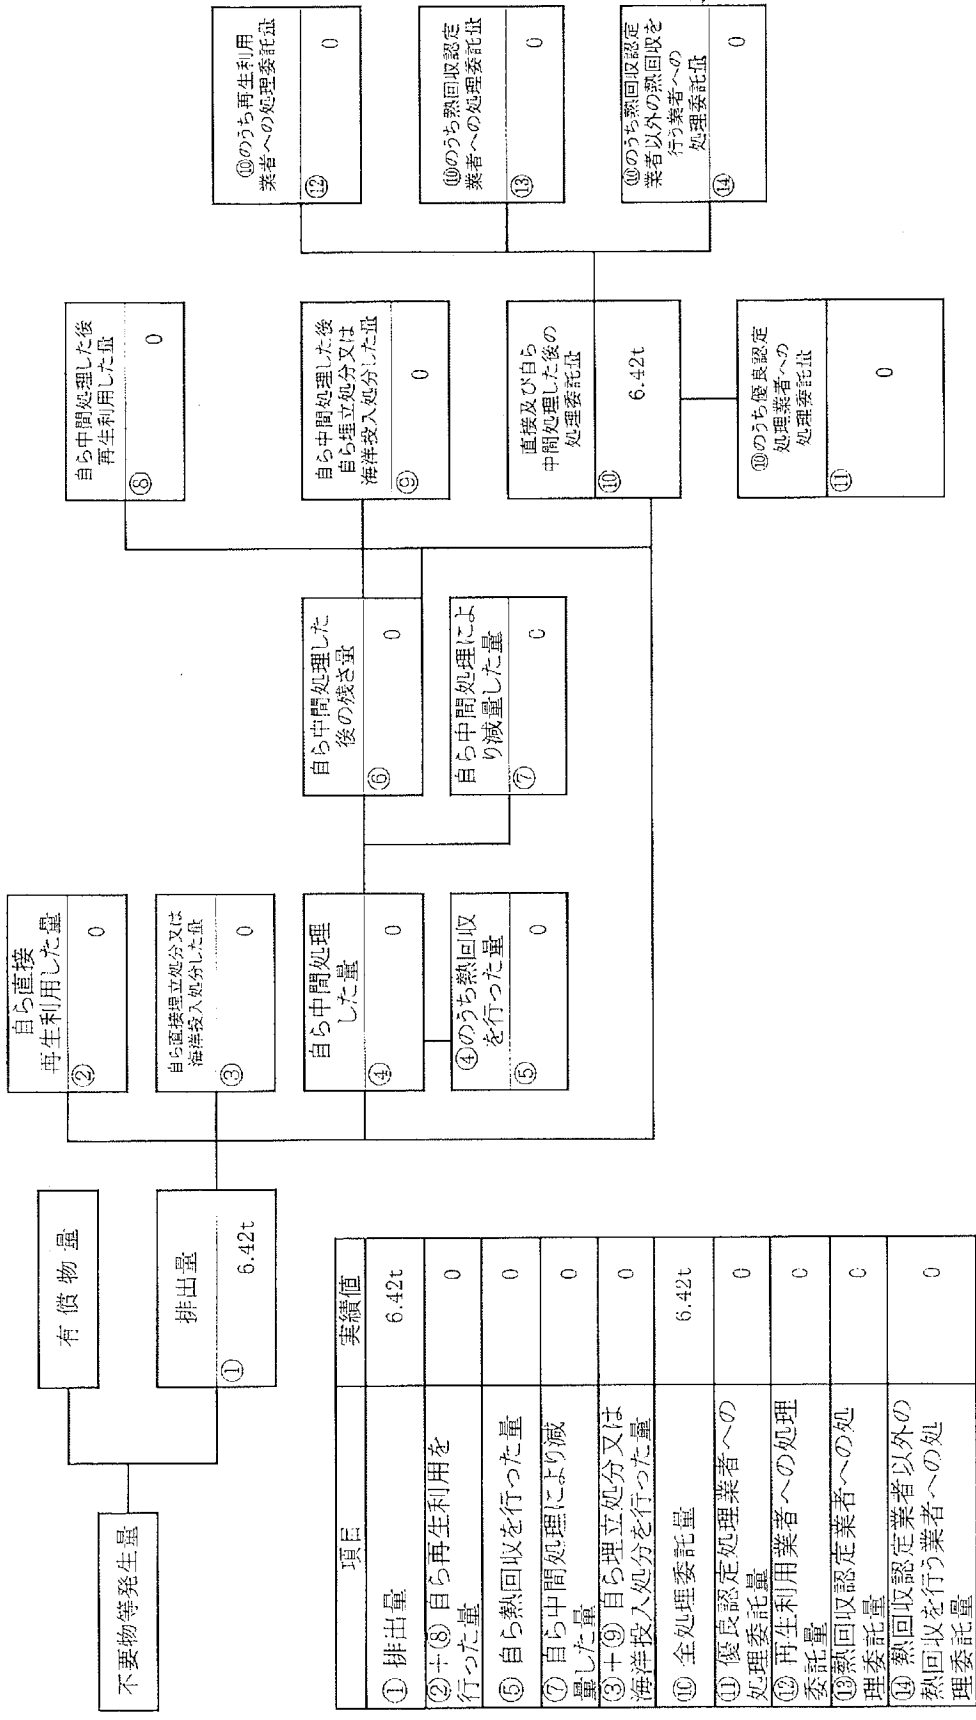 不要物等発生量
有償物量
排出量
① 6.42t
自ら直接
再生利用した量
② 0
自ら直接埋立処分又は
海洋投入処分した量
③ 0
自ら中間処理
した量
④ 0
④のうち熱回収
を行った量
⑤ 0
自ら中間処理した
後の残さ量
⑥ 0
自ら中間処理によ
り減量した量
⑦ 0
自ら中間処理した後
再生利用した量
⑧ 0
自ら中間処理した後
自ら埋立処分又は
海洋投入処分した量
⑨ 0
直接及び自ら
中間処理した後の
処理委託量
⑩ 6.42t
⑩のうち優良認定
処理業者への
処理委託量
⑪ 0
⑩のうち再生利用
業者への処理委託量
⑫ 0
⑩のうち熱回収認定
業者への処理委託量
⑬ 0
⑩のうち熱回収認定
業者以外の熱回収を
行う業者への
処理委託量
⑭ 0
項目 実績値
① 排出量 6.42t
②+⑧ 自ら再生利用を
行った量 0
⑤ 自ら熱回収を行った量 0
⑦ 自ら中間処理により減
量した量 0
③+⑨ 自ら埋立処分又は
海洋投入処分を行った量 0
⑩ 全処理委託量 6.42t
⑪ 優良認定処理業者への
処理委託量 0
⑫ 再生利用業者への処理
委託量 0
⑬熱回収認定業者への処
理委託量 0
⑭ 熱回収認定業者以外の
熱回収を行う業者への処
理委託量 0